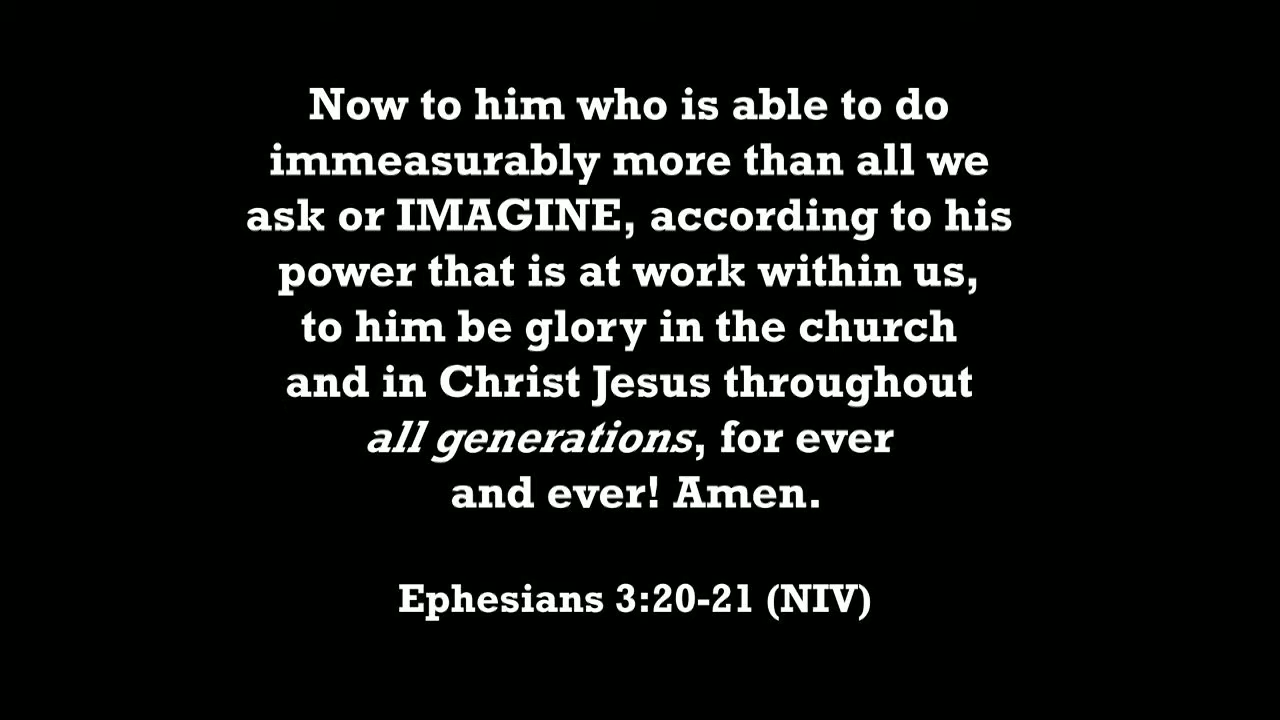 Now to him who is able to do
immeasurably more than all we
ask or IMAGINE, according to his
power that is at work within us,
to him be glory in the church
and in Christ Jesus throughout
all generations, for ever
and ever! Amen.
Ephesians 3:20-21 (NIV)